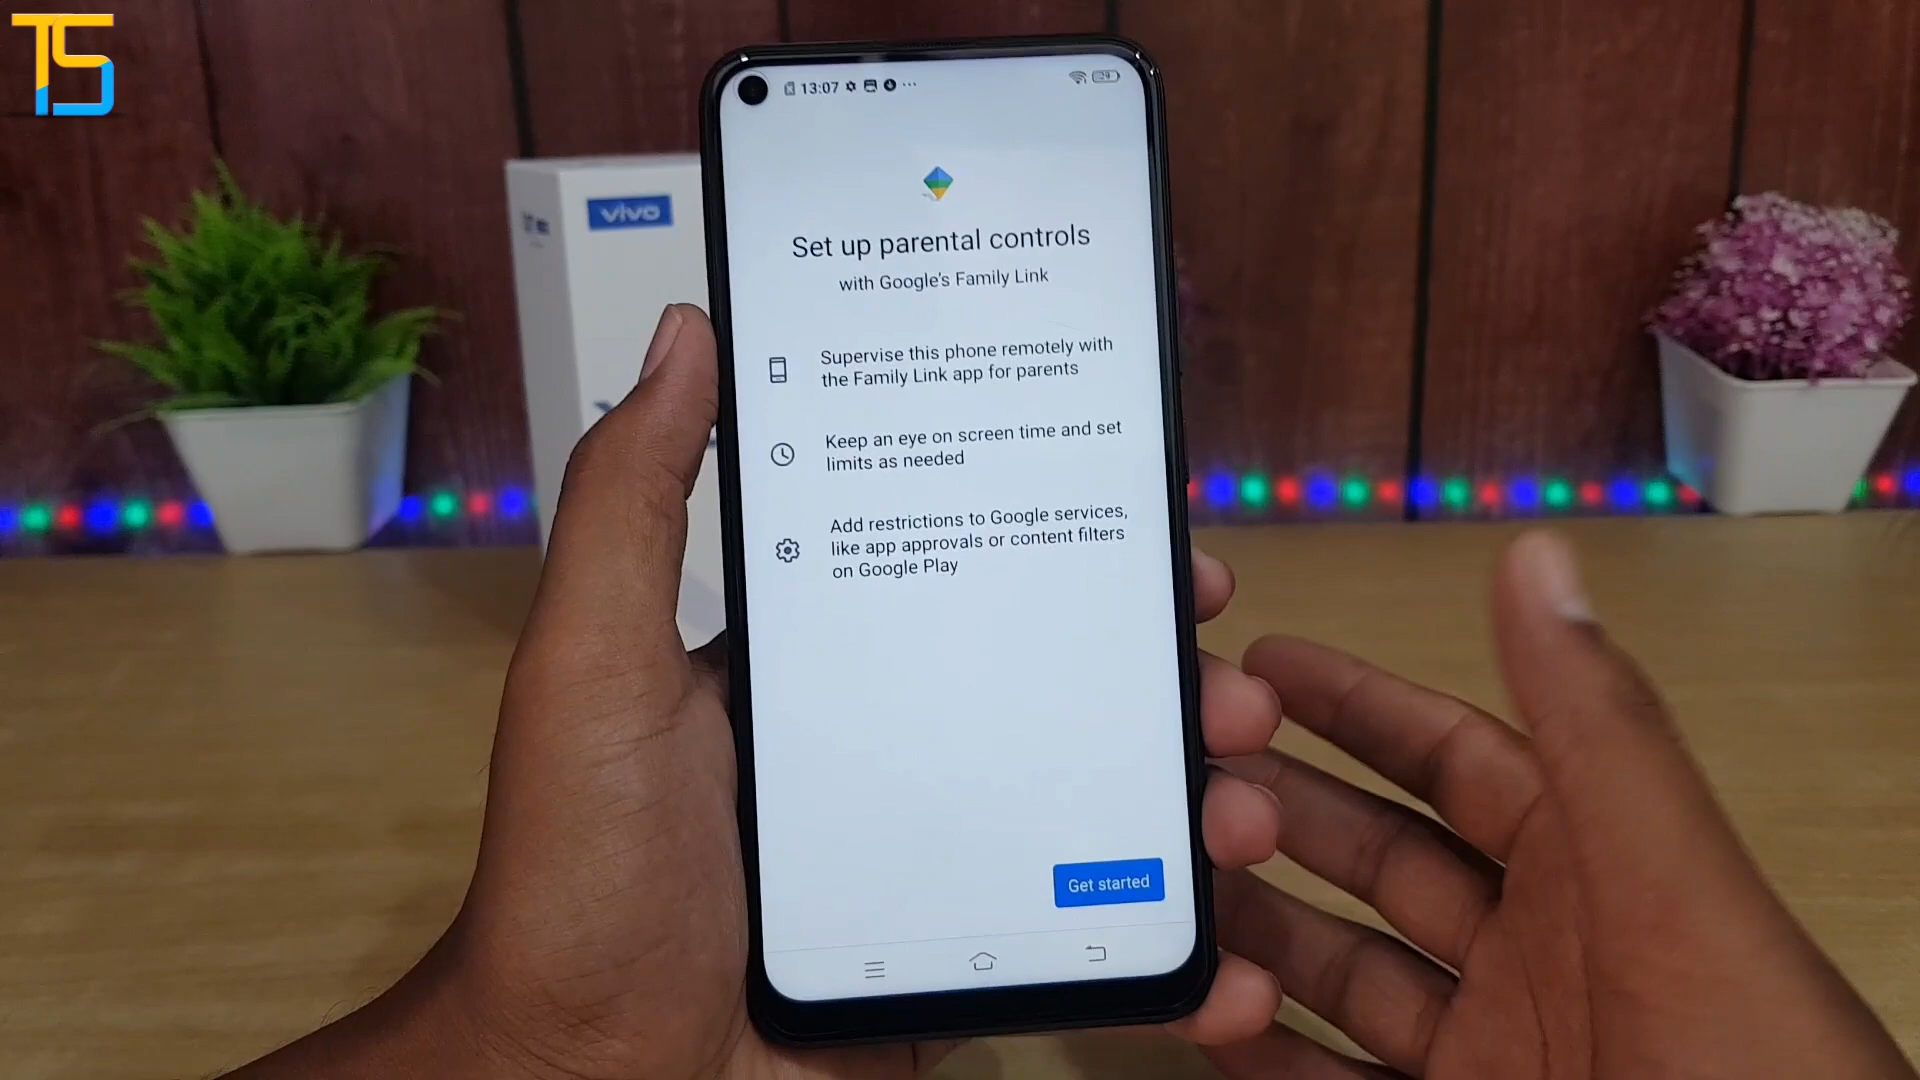 TS
13:07
29
vivo
Set up parental controls
with Google's Family Link
Supervise this phone remotely with
the Family Link app for parents
Keep an eye on screen time and set
limits as needed
Add restrictions to Google services,
like app approvals or content filters
on Google Play
Get started